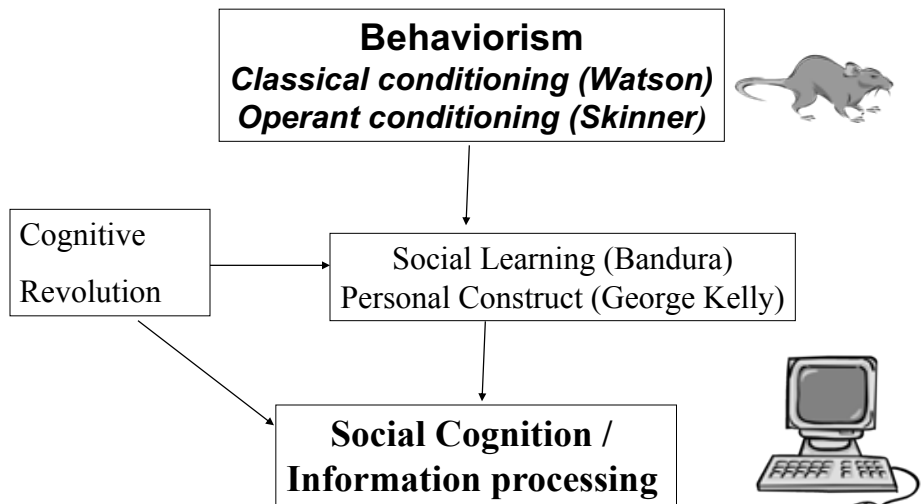 Behaviorism
Classical conditioning (Watson)
Operant conditioning (Skinner)
Cognitive
Revolution
Social Learning (Bandura)
Personal Construct (George Kelly)
Social Cognition /
Information processing